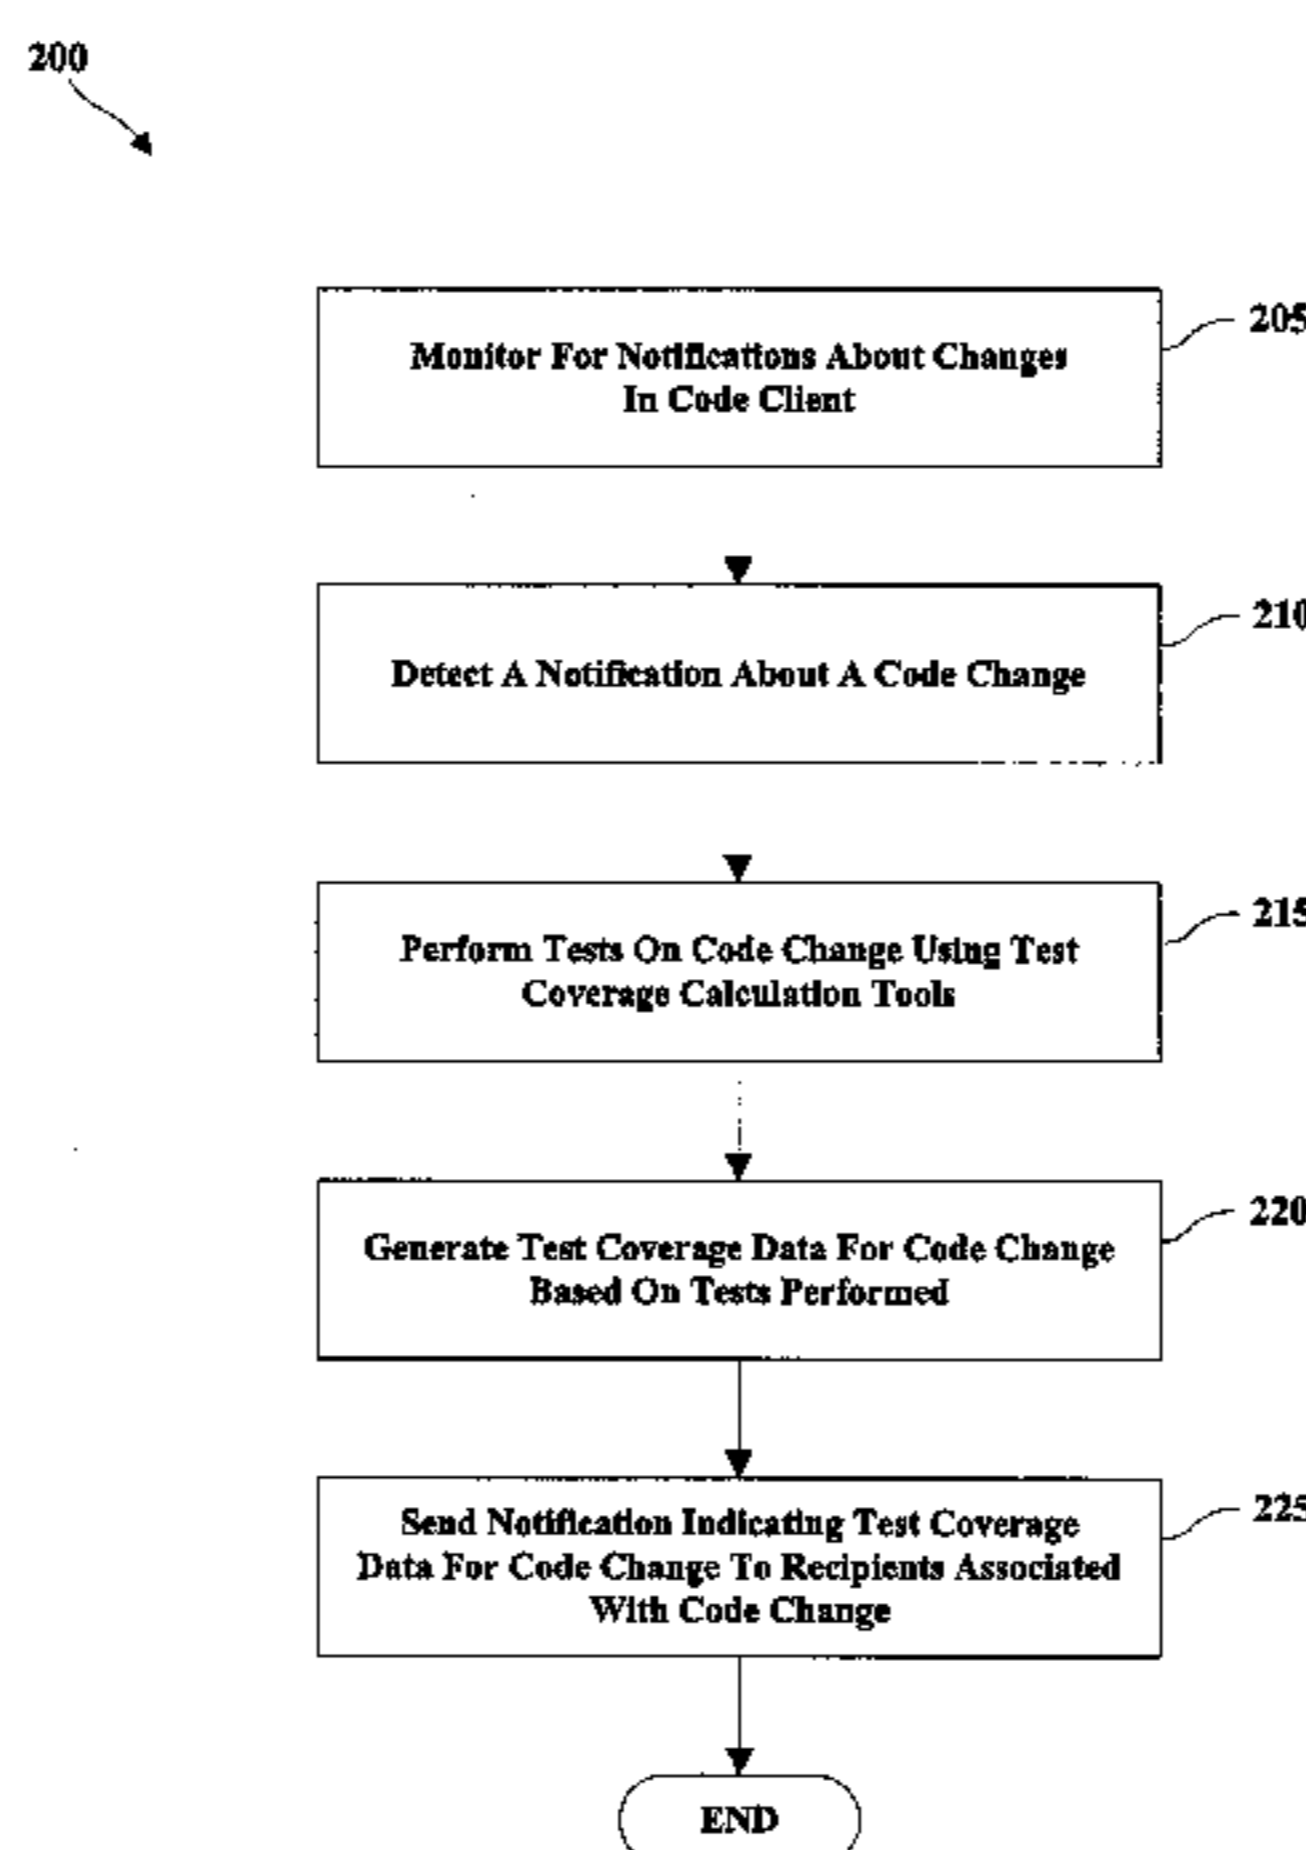 200
Monitor For Notifications About Changes
In Code Client
205
Detect A Notification About A Code Change
210
Perform Tests On Code Change Using Test
Coverage Calculation Tools
215
Generate Test Coverage Data For Code Change
Based On Tests Performed
220
Send Notification Indicating Test Coverage
Data For Code Change To Recipients Associated
With Code Change
225
END